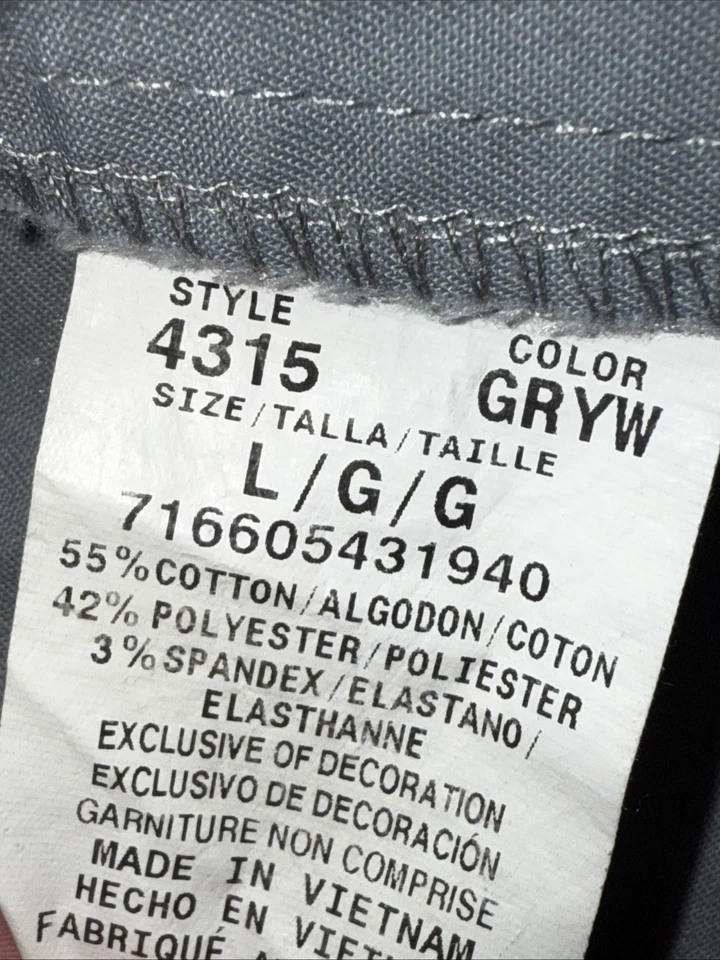 STYLE
4315
COLOR
GRYW
SIZE/TALLA/TAILLE
L/G/G
716605431940
55%COTTON/ALGODON/COTON
42% POLYESTER/POLIESTER
3%SPANDEX/ELASTANO/
ELASTHANNE
EXCLUSIVE OF DECORATION
EXCLUSIVO DE DECORACIÓN
GARNITURE NON COMPRISE
MADE IN VIETNAM
HECHO EN
FABRIQUÉ